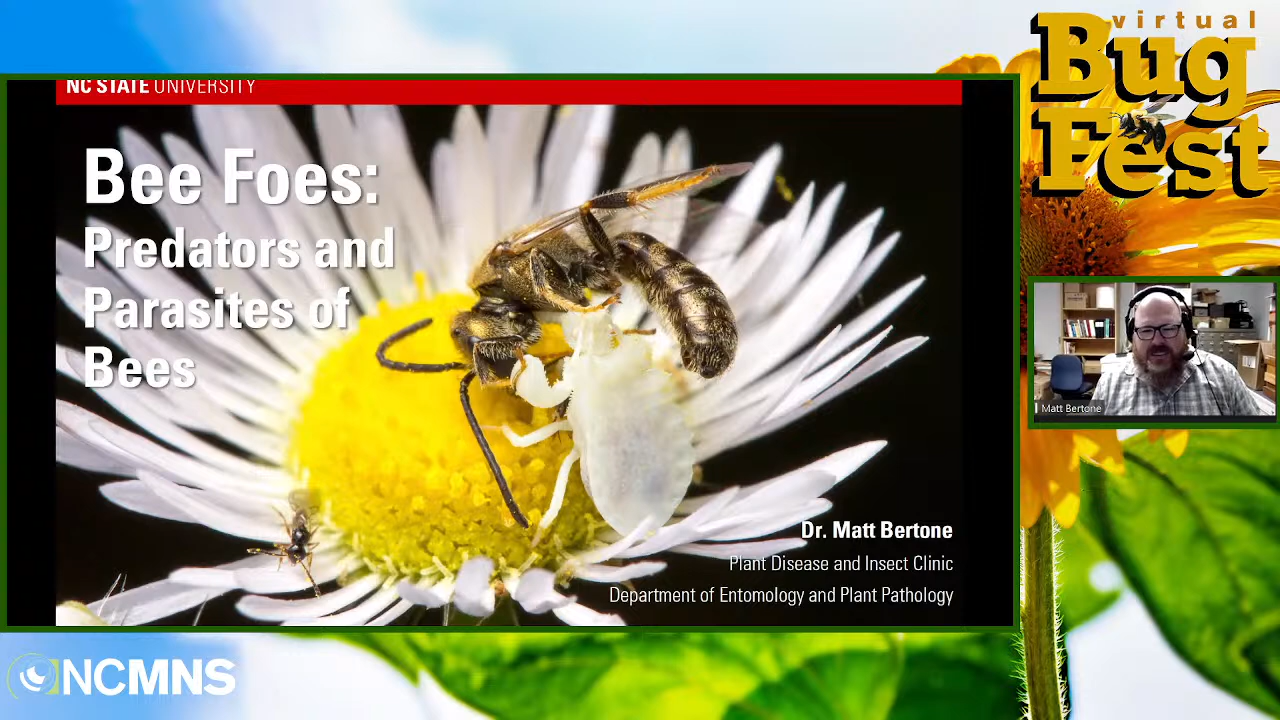 virtual
Bug
Fest
NC STATE UNIVERSITY
Bee Foes:
Predators and
Parasites of
Bees
Dr. Matt Bertone
Plant Disease and Insect Clinic
Department of Entomology and Plant Pathology
Matt Bertone
NCMNS